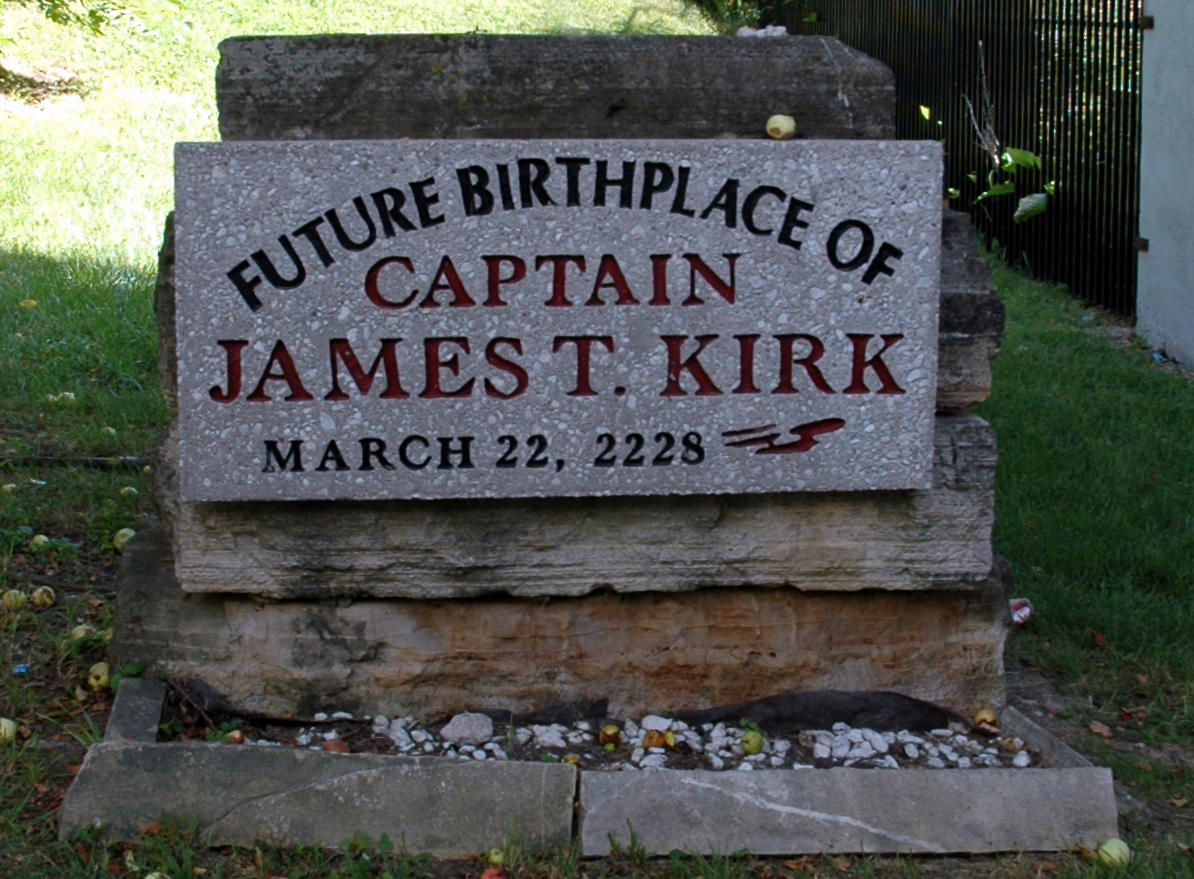 FUTURE BIRTHPLACE OF
CAPTAIN
JAMES T. KIRK
MARCH 22, 2228